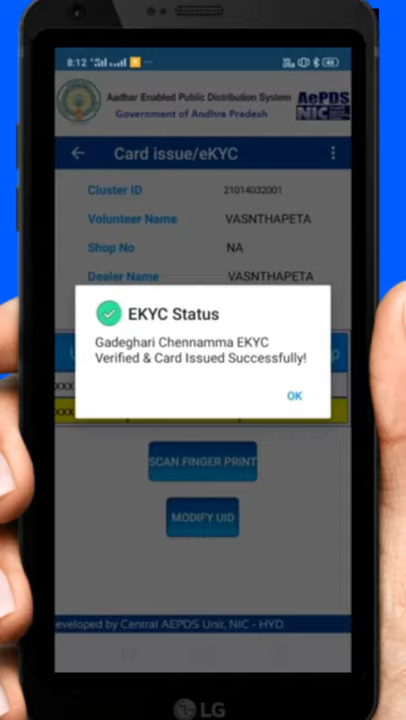 8:12
Aadhar Enabled Public Distribution System
Government of Andhra Pradesh
AePDS
NIC
Card issue/eKYC
Cluster ID 21014032001
Volunteer Name VASNTHAPETA
Shop No NA
Dealer Name VASNTHAPETA
EKYC Status
Gadeghari Chennamma EKYC
Verified & Card Issued Successfully!
OK
SCAN FINGER PRINT
MODIFY UID
eveloped by Central AEPDS Unit, NIC - HYD
LG